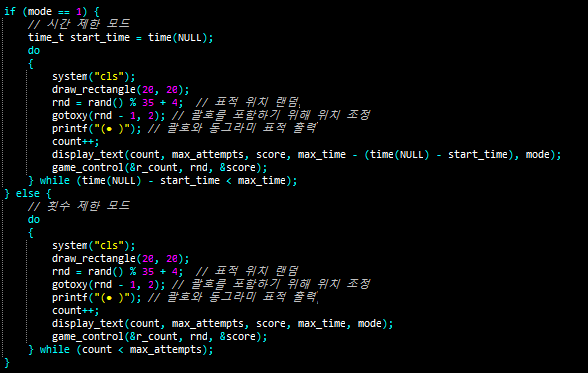 if (mode == 1) {
    // 시간 제한 모드
    time_t start_time = time(NULL);
    do
    {
        system("cls");
        draw_rectangle(20, 20);
        rnd = rand() % 35 + 4;  // 표적 위치 랜덤
        gotoxy(rnd - 1, 2); // 괄호를 포함하기 위해 위치 조정
        printf("(● )"); // 괄호와 동그라미 표적 출력
        count++;
        display_text(count, max_attempts, score, max_time - (time(NULL) - start_time), mode);
        game_control(&r_count, rnd, &score);
    } while (time(NULL) - start_time < max_time);
} else {
    // 횟수 제한 모드
    do
    {
        system("cls");
        draw_rectangle(20, 20);
        rnd = rand() % 35 + 4;  // 표적 위치 랜덤
        gotoxy(rnd - 1, 2); // 괄호를 포함하기 위해 위치 조정
        printf("(● )"); // 괄호와 동그라미 표적 출력
        count++;
        display_text(count, max_attempts, score, max_time, mode);
        game_control(&r_count, rnd, &score);
    } while (count < max_attempts);
}